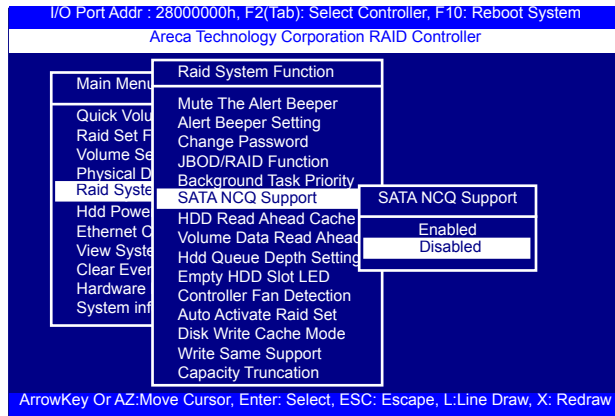 I/O Port Addr : 28000000h, F2(Tab): Select Controller, F10: Reboot System
Areca Technology Corporation RAID Controller
Main Menu
Quick Volu
Raid Set F
Volume Se
Physical D
Raid Syste
Hdd Powe
Ethernet C
View Syste
Clear Even
Hardware
System inf
Raid System Function
Mute The Alert Beeper
Alert Beeper Setting
Change Password
JBOD/RAID Function
Background Task Priority
SATA NCQ Support
HDD Read Ahead Cache
Volume Data Read Ahead
Hdd Queue Depth Setting
Empty HDD Slot LED
Controller Fan Detection
Auto Activate Raid Set
Disk Write Cache Mode
Write Same Support
Capacity Truncation
SATA NCQ Support
Enabled
Disabled
ArrowKey Or AZ:Move Cursor, Enter: Select, ESC: Escape, L:Line Draw, X: Redraw